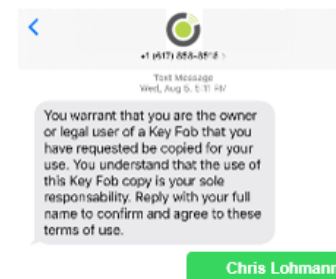 Text Message
You warrant that you are the owner
or legal user of a Key Fob that you
have requested be copied for your
use. You understand that the use of
this Key Fob copy is your sole
responsability. Reply with your full
name to confirm and agree to these
terms of use.
Chris Lohmann